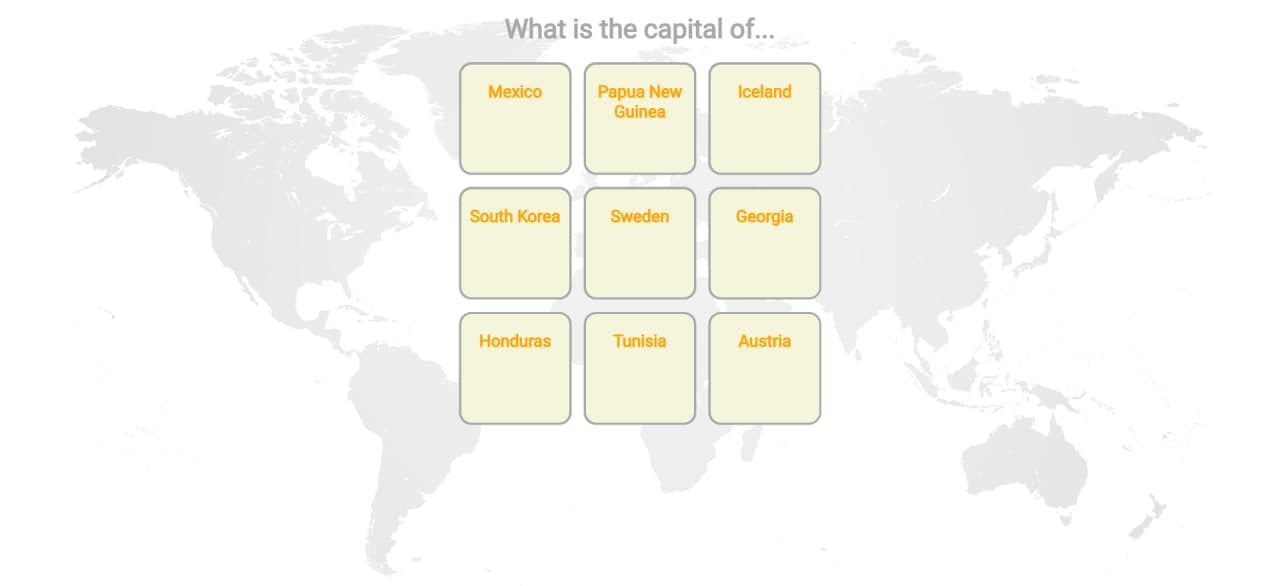 What is the capital of...
Mexico
Papua New
Guinea
Iceland
South Korea
Sweden
Georgia
Honduras
Tunisia
Austria